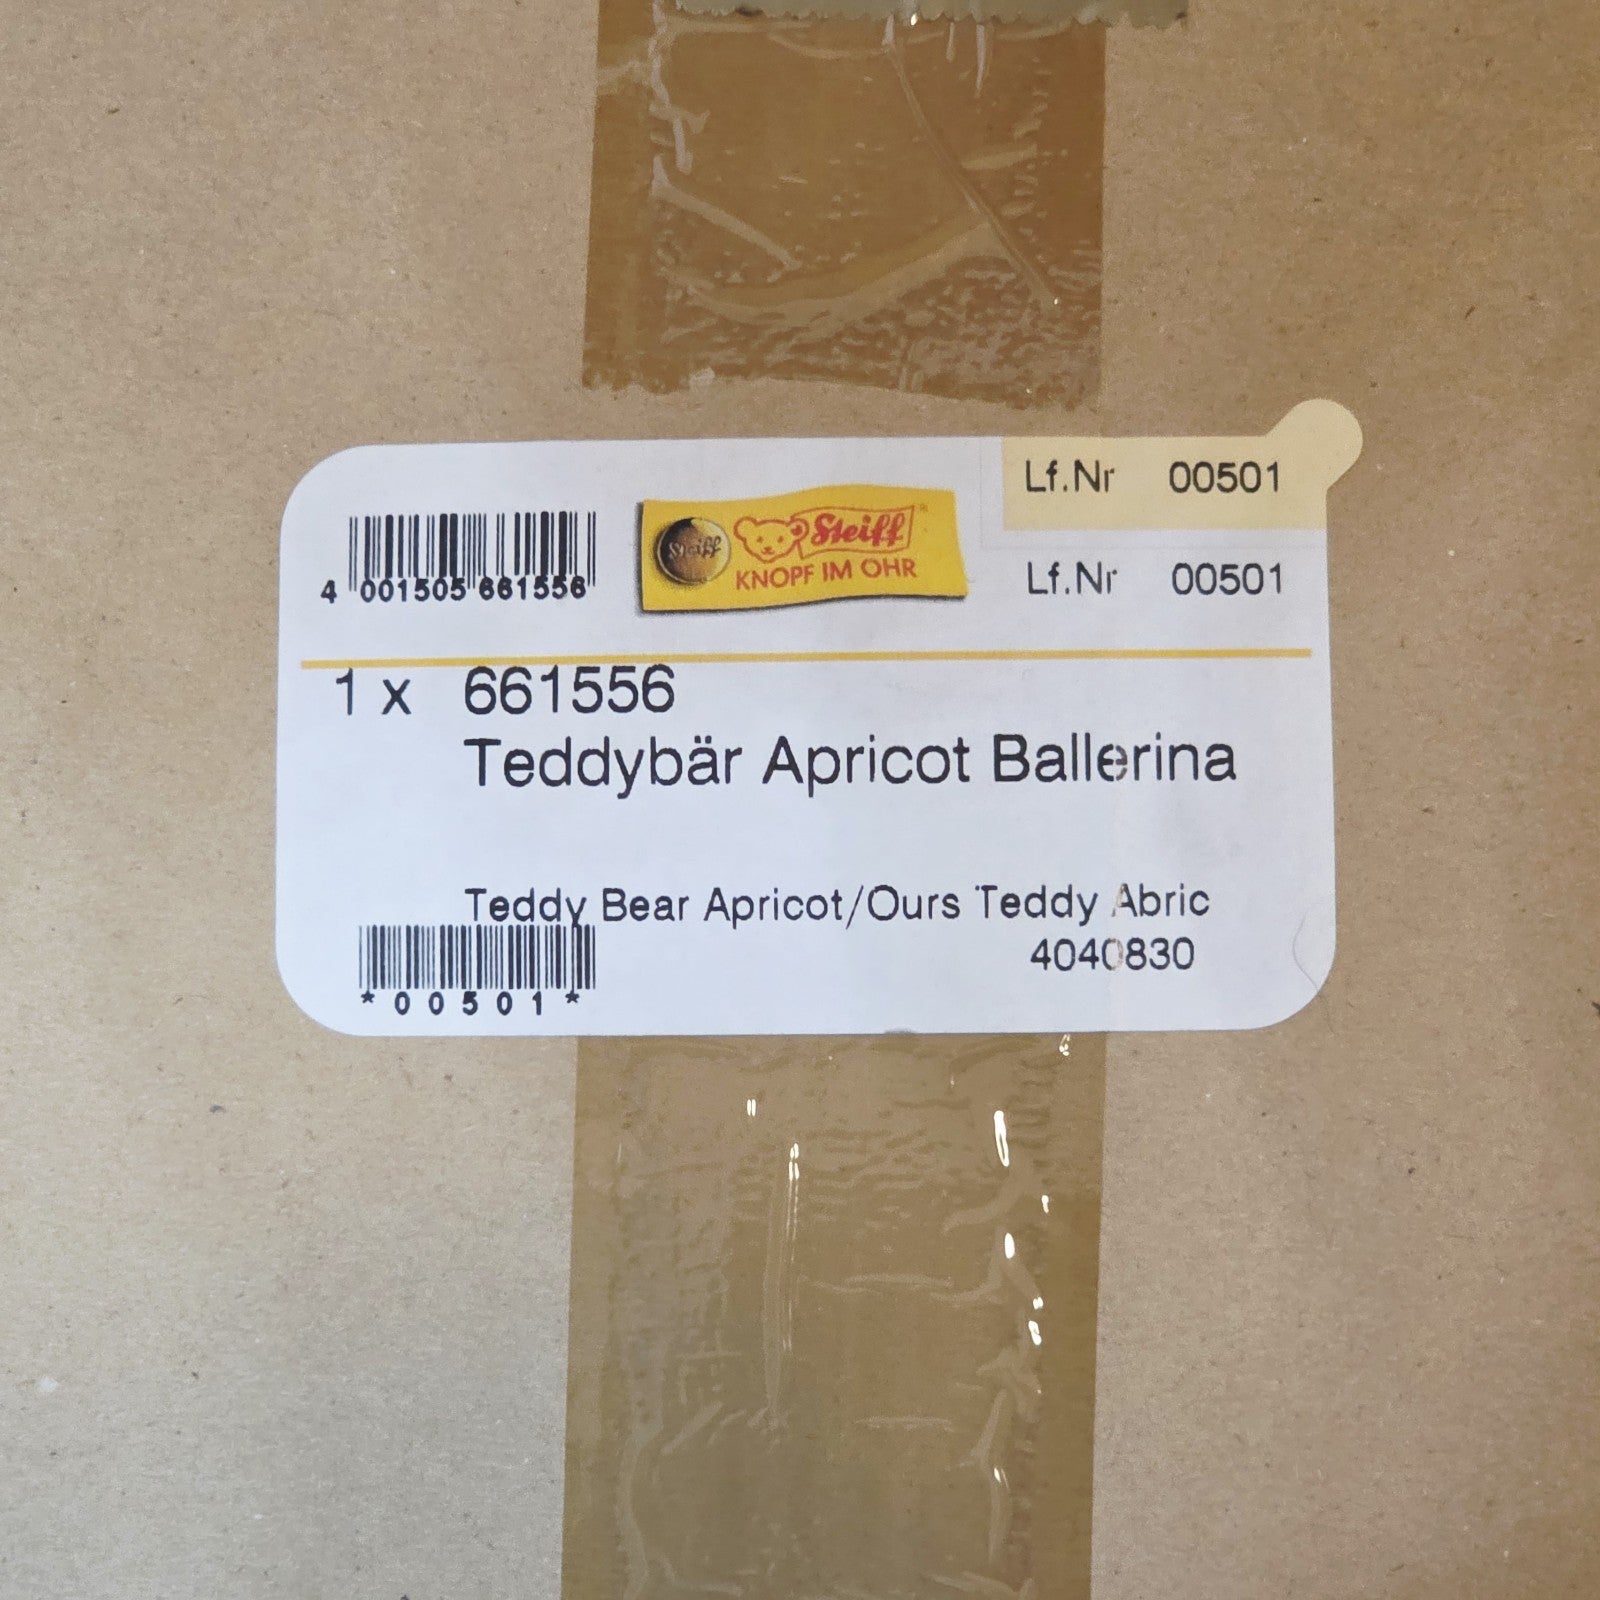 Lf.Nr 00501
4 001505 661556
Steiff
Steiff
KNOPF IM OHR
Lf.Nr 00501
1 x 661556
Teddybär Apricot Ballerina
Teddy Bear Apricot/Ours Teddy Abric
4040830
*00501*